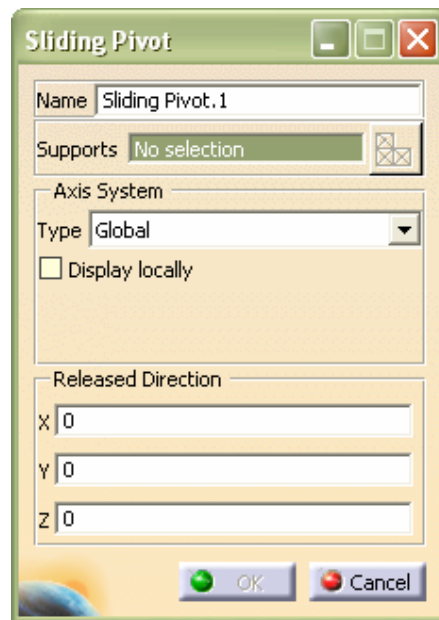 Sliding Pivot
Name Sliding Pivot.1
Supports No selection
Axis System
Type Global
Display locally
Released Direction
X 0
Y 0
Z 0
OK Cancel